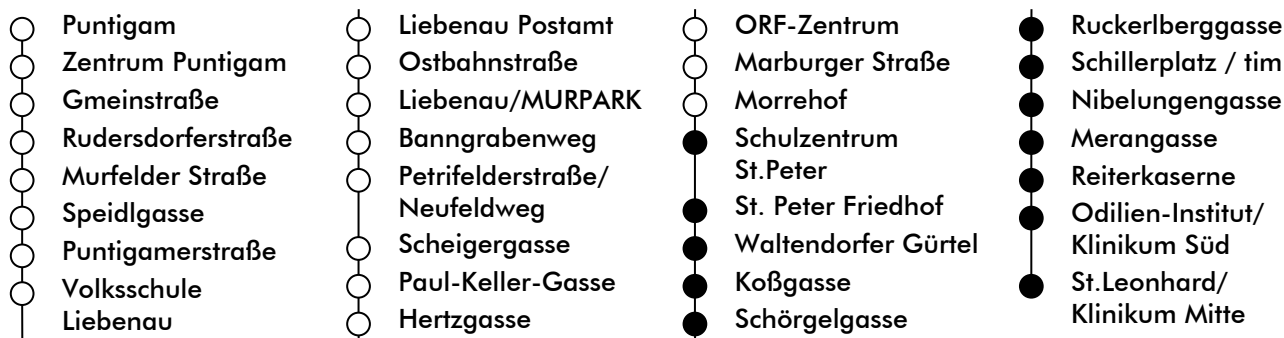 Puntigam
Zentrum Puntigam
Gmeinstraße
Rudersdorferstraße
Murfelder Straße
Speidlgasse
Puntigamerstraße
Volksschule
Liebenau
Liebenau Postamt
Ostbahnstraße
Liebenau/MURPARK
Banngrabenweg
Petrifelderstraße/
Neufeldweg
Scheigergasse
Paul-Keller-Gasse
Hertzgasse
ORF-Zentrum
Marburger Straße
Morrehof
Schulzentrum
St.Peter
St. Peter Friedhof
Waltendorfer Gürtel
Koßgasse
Schörgelgasse
Ruckerlberggasse
Schillerplatz / tim
Nibelungengasse
Merangasse
Reiterkaserne
Odilien-Institut/
Klinikum Süd
St.Leonhard/
Klinikum Mitte